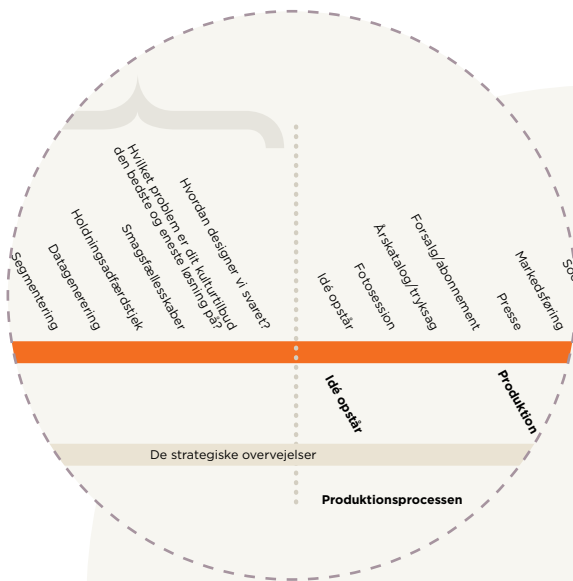 Segmentering
Datagenerering
Holdningsadfærdstjek
Smagsfællesskaber
Hvilket problem er dit kulturtilbud
den bedste og eneste løsning på?
Hvordan designer vi svaret?
Idé opstår
Fotosession
Årskatalog/tryksag
Forsalg/abonnement
Presse
Markedsføring
Idé opstår
Produktion
De strategiske overvejelser
Produktionsprocessen